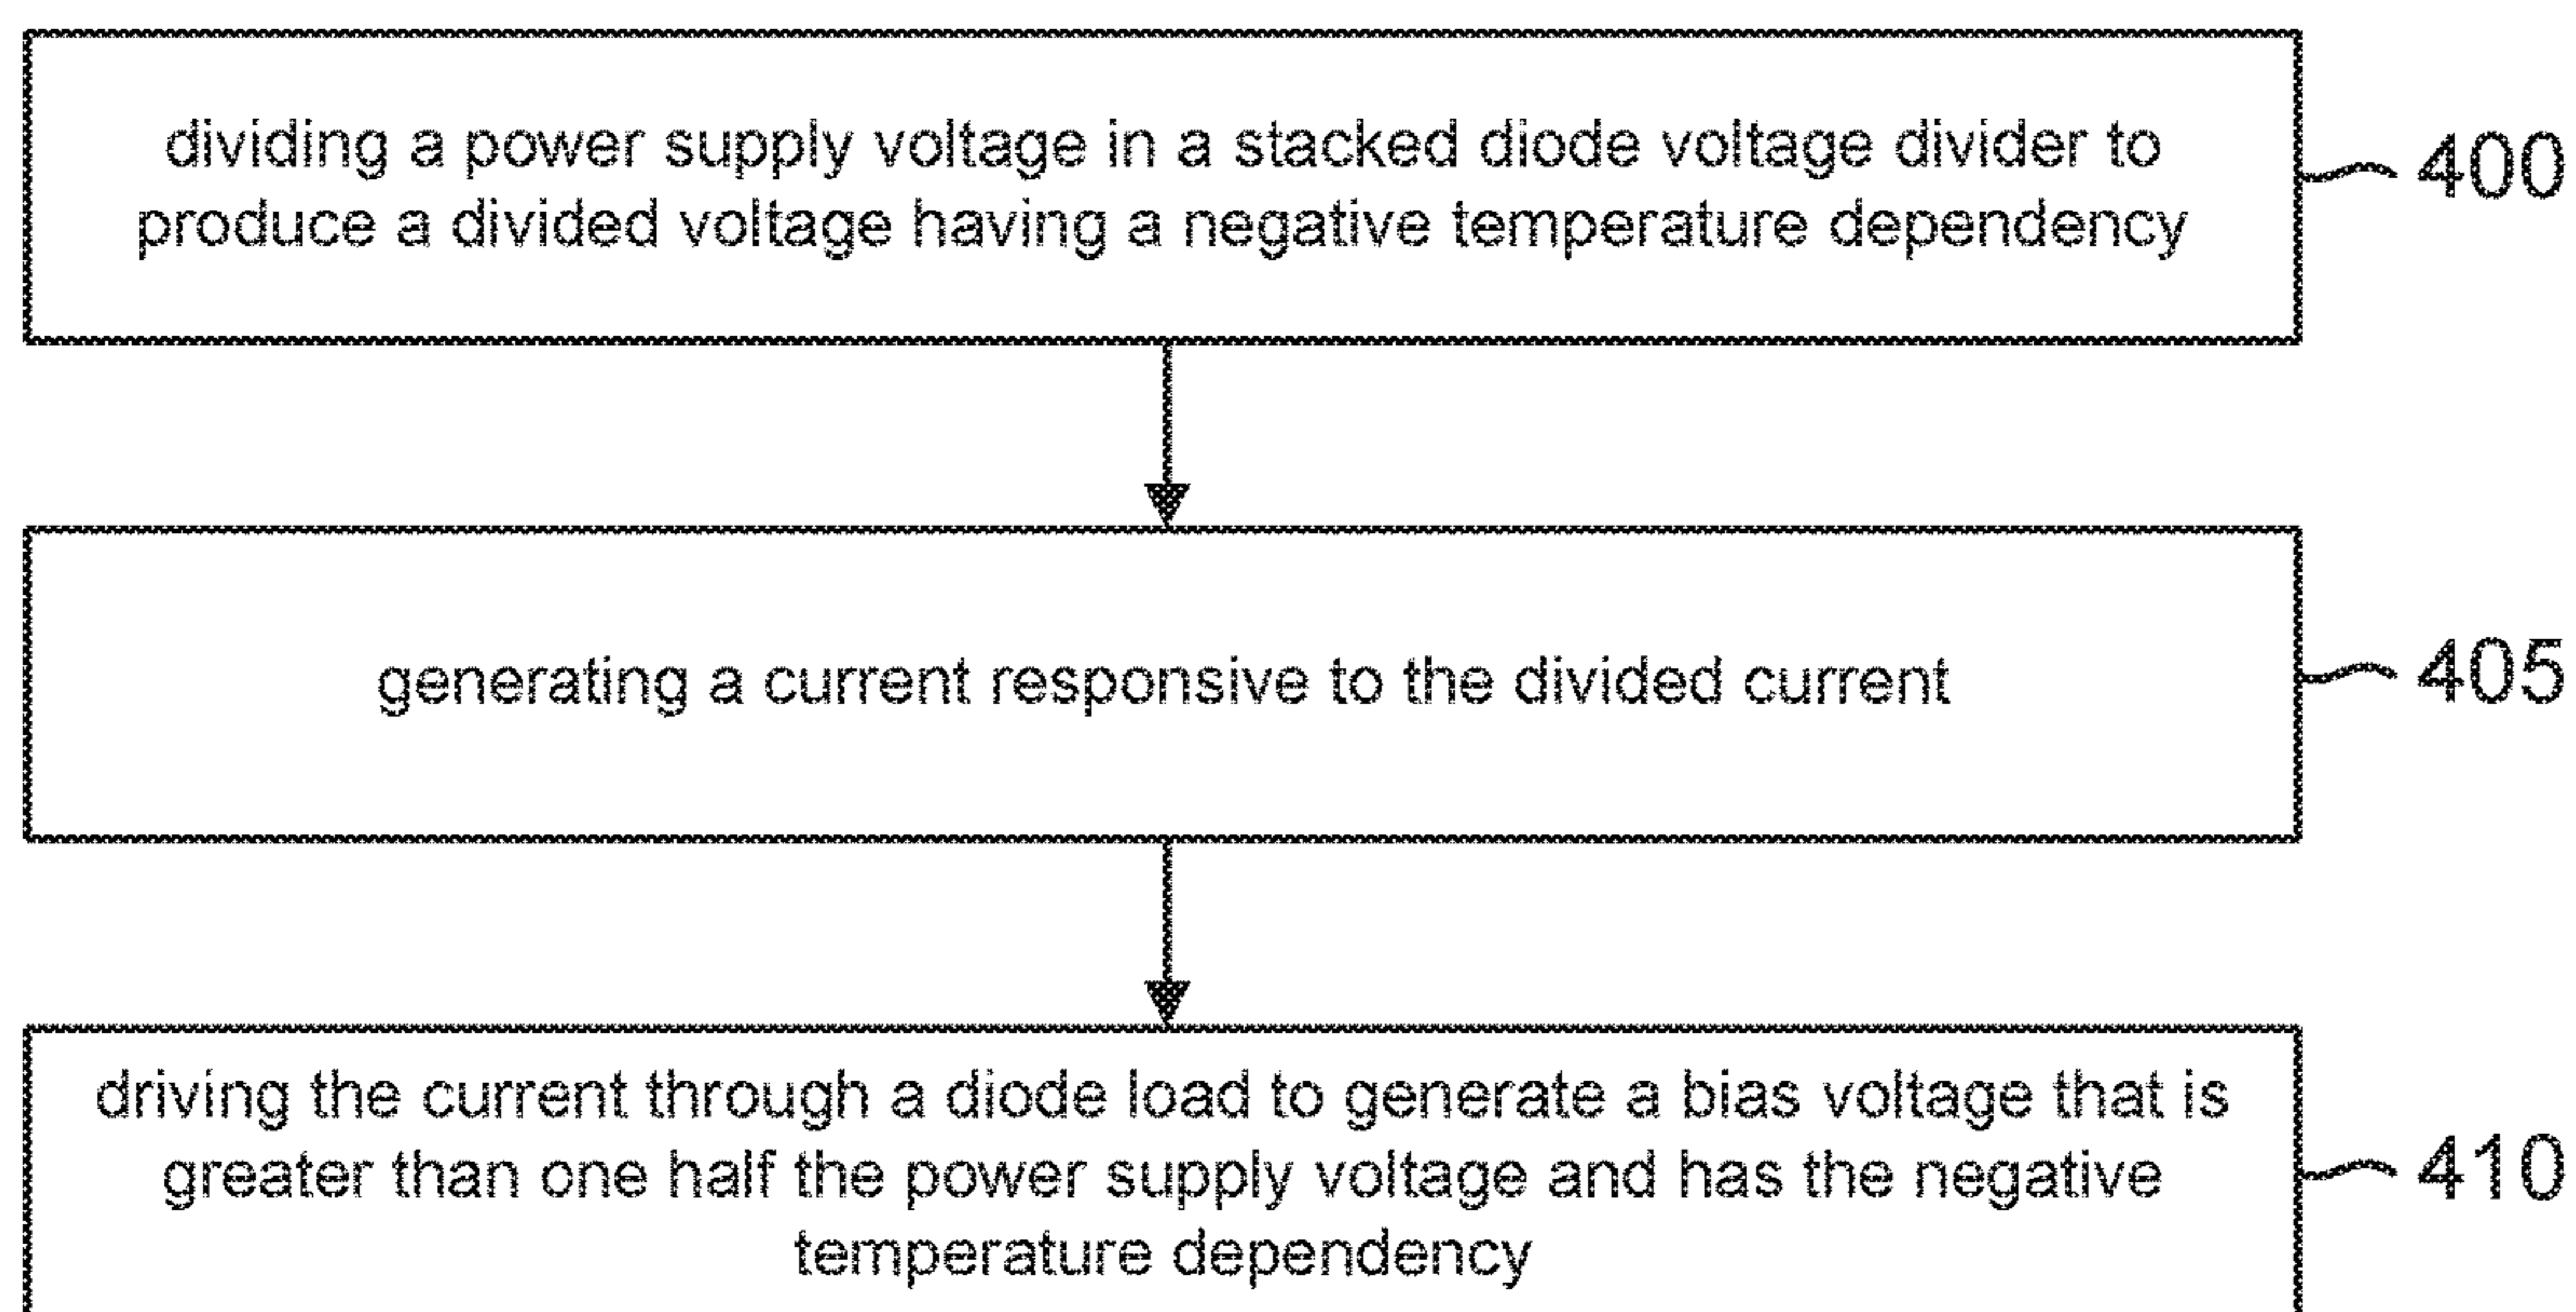 dividing a power supply voltage in a stacked diode voltage divider to
produce a divided voltage having a negative temperature dependency
400
generating a current responsive to the divided current
405
driving the current through a diode load to generate a bias voltage that is
greater than one half the power supply voltage and has the negative
temperature dependency
410